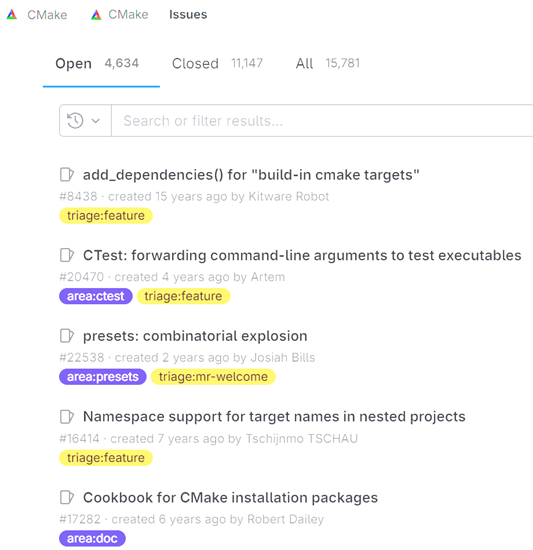 CMake CMake Issues
Open 4,634 Closed 11,147 All 15,781
Search or filter results...
add_dependencies() for "build-in cmake targets"
#8438 · created 15 years ago by Kitware Robot
triage:feature
CTest: forwarding command-line arguments to test executables
#20470 · created 4 years ago by Artem
area:ctest triage:feature
presets: combinatorial explosion
#22538 · created 2 years ago by Josiah Bills
area:presets triage:mr-welcome
Namespace support for target names in nested projects
#16414 · created 7 years ago by Tschijnmo TSCHAU
triage:feature
Cookbook for CMake installation packages
#17282 · created 6 years ago by Robert Dailey
area:doc